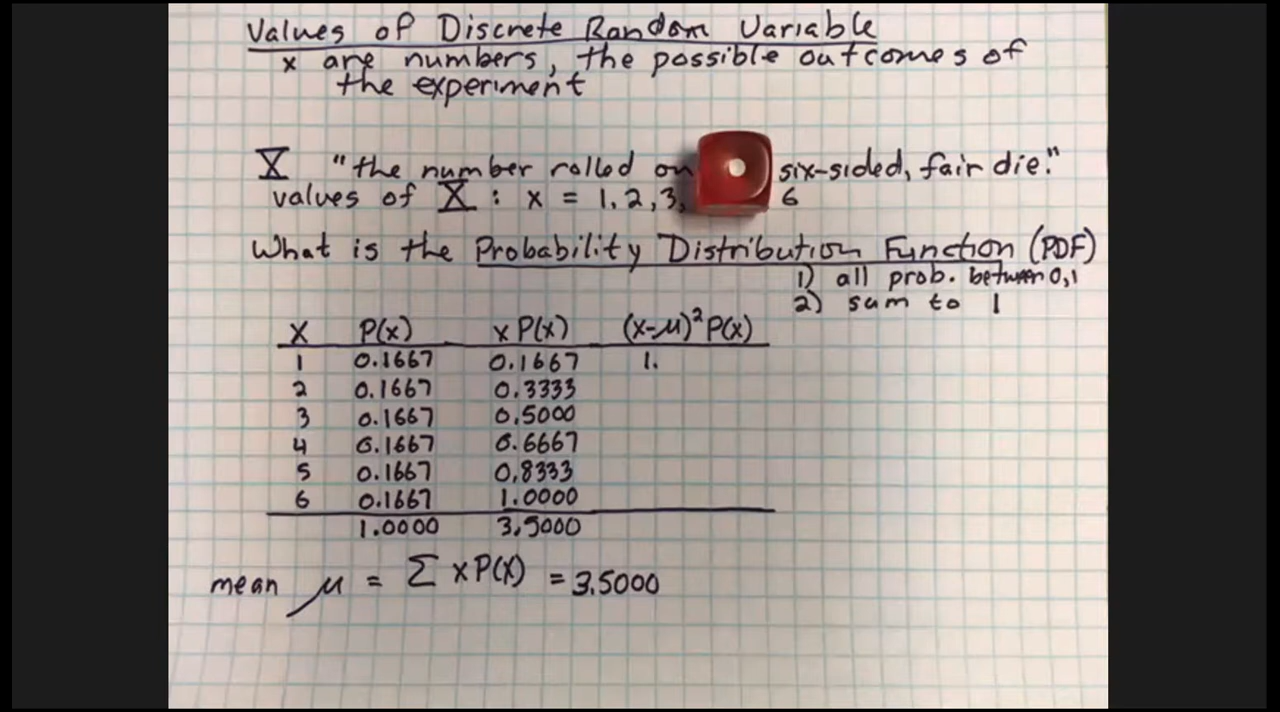 Values of Discrete Random Variable
x are numbers, the possible outcomes of
the experiment
X "the number rolled on six-sided, fair die."
values of X : x = 1, 2, 3, 6
What is the Probability Distribution Function (PDF)
1) all prob. between 0,1
2) sum to 1
X P(x) x P(x) (x-μ)² P(x)
1 0.1667 0.1667 1.
2 0.1667 0.3333
3 0.1667 0.5000
4 0.1667 0.6667
5 0.1667 0.8333
6 0.1667 1.0000
1.0000 3.5000
mean μ = Σ x P(x) = 3.5000